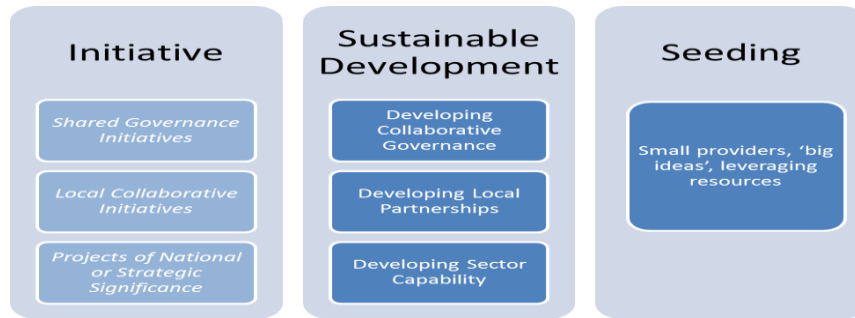 Initiative
Shared Governance
Initiatives
Local Collaborative
Initiatives
Projects of National
or Strategic
Significance
Sustainable
Development
Developing
Collaborative
Governance
Developing Local
Partnerships
Developing Sector
Capability
Seeding
Small providers, ‘big
ideas’, leveraging
resources